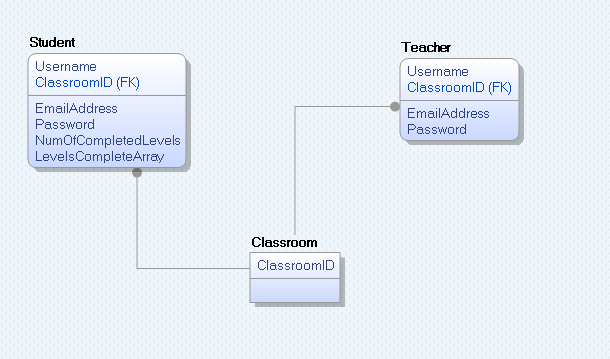 Student
Username
ClassroomID (FK)
EmailAddress
Password
NumOfCompletedLevels
LevelsCompleteArray
Teacher
Username
ClassroomID (FK)
EmailAddress
Password
Classroom
ClassroomID